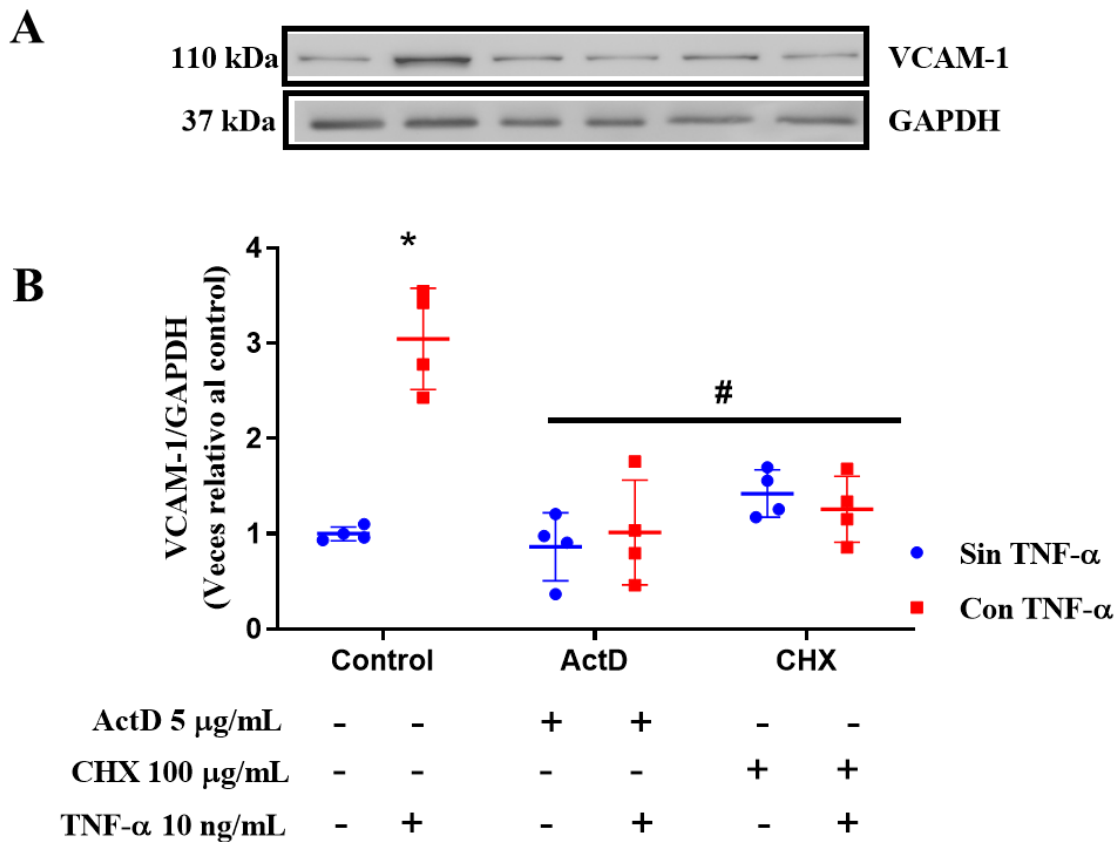 A
110 kDa VCAM-1
37 kDa GAPDH
B
VCAM-1/GAPDH
(Veces relativo al control)
*
4
3
#
2
1
0
Sin TNF-α
Con TNF-α
Control ActD CHX
ActD 5 μg/mL - - + + - -
CHX 100 μg/mL - - - - + +
TNF-α 10 ng/mL - + - + - +